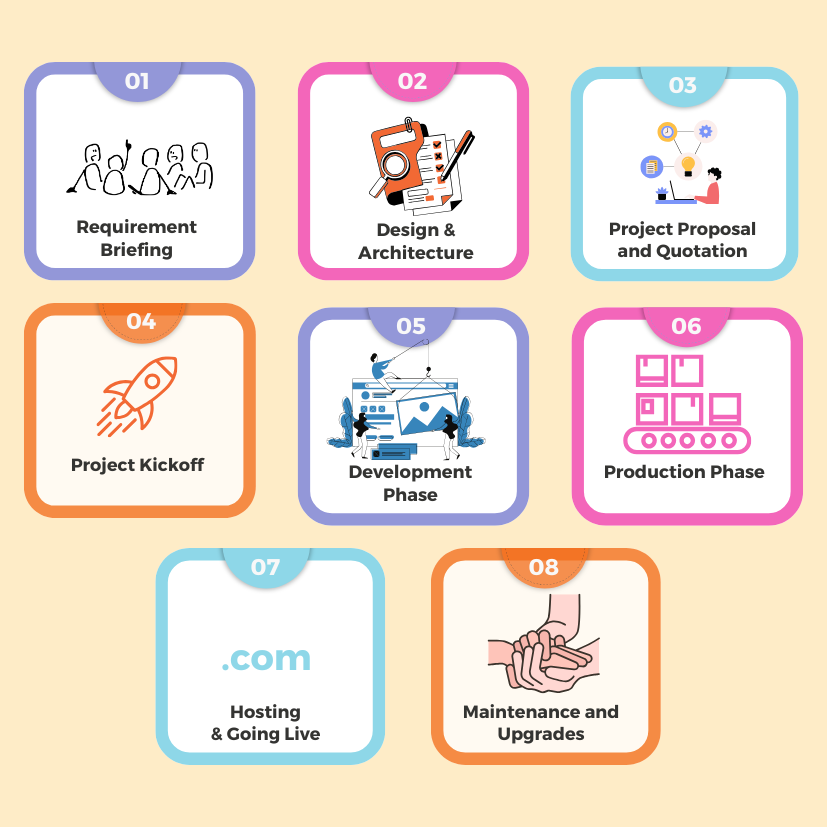 01
Requirement
Briefing
02
Design &
Architecture
03
Project Proposal
and Quotation
04
Project Kickoff
05
Development
Phase
06
Production Phase
07
.com
Hosting
& Going Live
08
Maintenance and
Upgrades